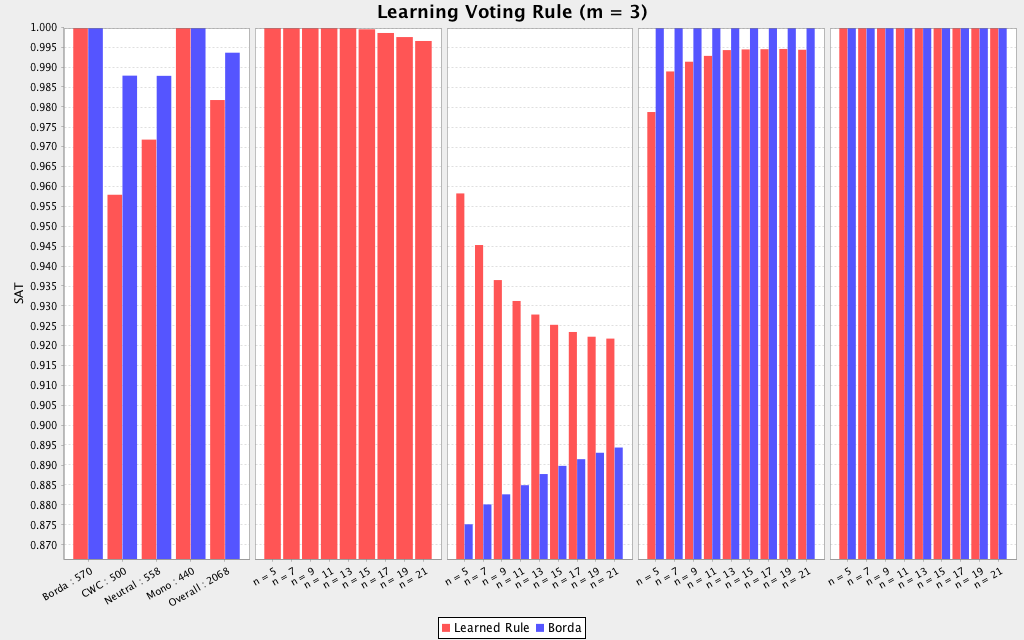 Learning Voting Rule (m = 3)
SAT
1.000
0.995
0.990
0.985
0.980
0.975
0.970
0.965
0.960
0.955
0.950
0.945
0.940
0.935
0.930
0.925
0.920
0.915
0.910
0.905
0.900
0.895
0.890
0.885
0.880
0.875
0.870
Borda : 570
CWC : 500
Neutral : 558
Mono : 440
Overall : 2068
n = 5
n = 7
n = 9
n = 11
n = 13
n = 15
n = 17
n = 19
n = 21
n = 5
n = 7
n = 9
n = 11
n = 13
n = 15
n = 17
n = 19
n = 21
n = 5
n = 7
n = 9
n = 11
n = 13
n = 15
n = 17
n = 19
n = 21
n = 5
n = 7
n = 9
n = 11
n = 13
n = 15
n = 17
n = 19
n = 21
Learned Rule Borda